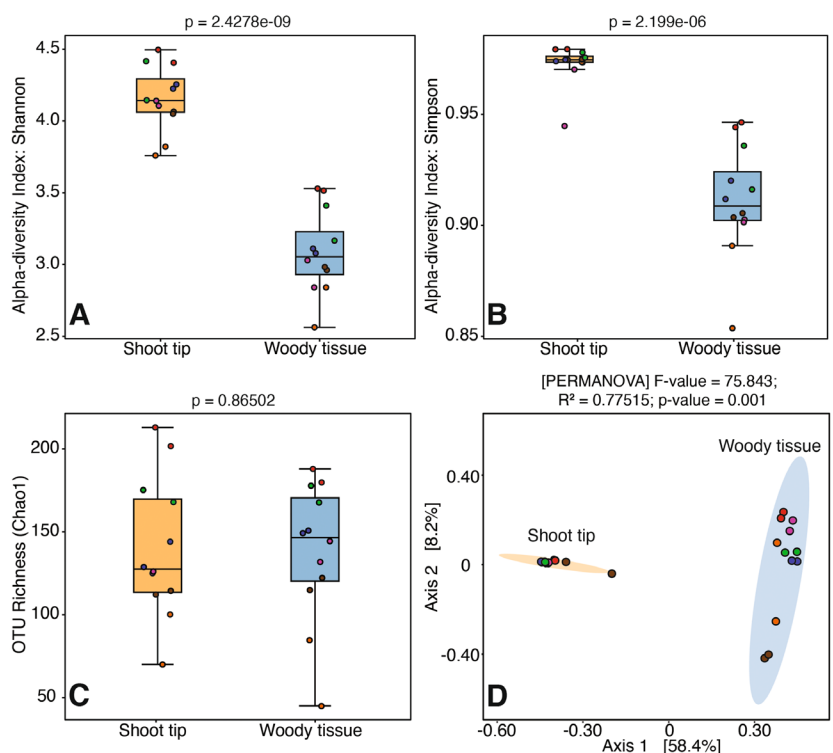 p = 2.4278e-09
Alpha-diversity Index: Shannon
4.5
4.0
3.5
3.0
2.5
A
Shoot tip
Woody tissue
p = 2.199e-06
Alpha-diversity Index: Simpson
0.95
0.90
0.85
B
Shoot tip
Woody tissue
p = 0.86502
OTU Richness (Chao1)
200
150
100
50
C
Shoot tip
Woody tissue
[PERMANOVA] F-value = 75.843;
R² = 0.77515; p-value = 0.001
Woody tissue
Shoot tip
Axis 2 [8.2%]
0.40
0
-0.40
D
-0.60 -0.30 0 0.30
Axis 1 [58.4%]